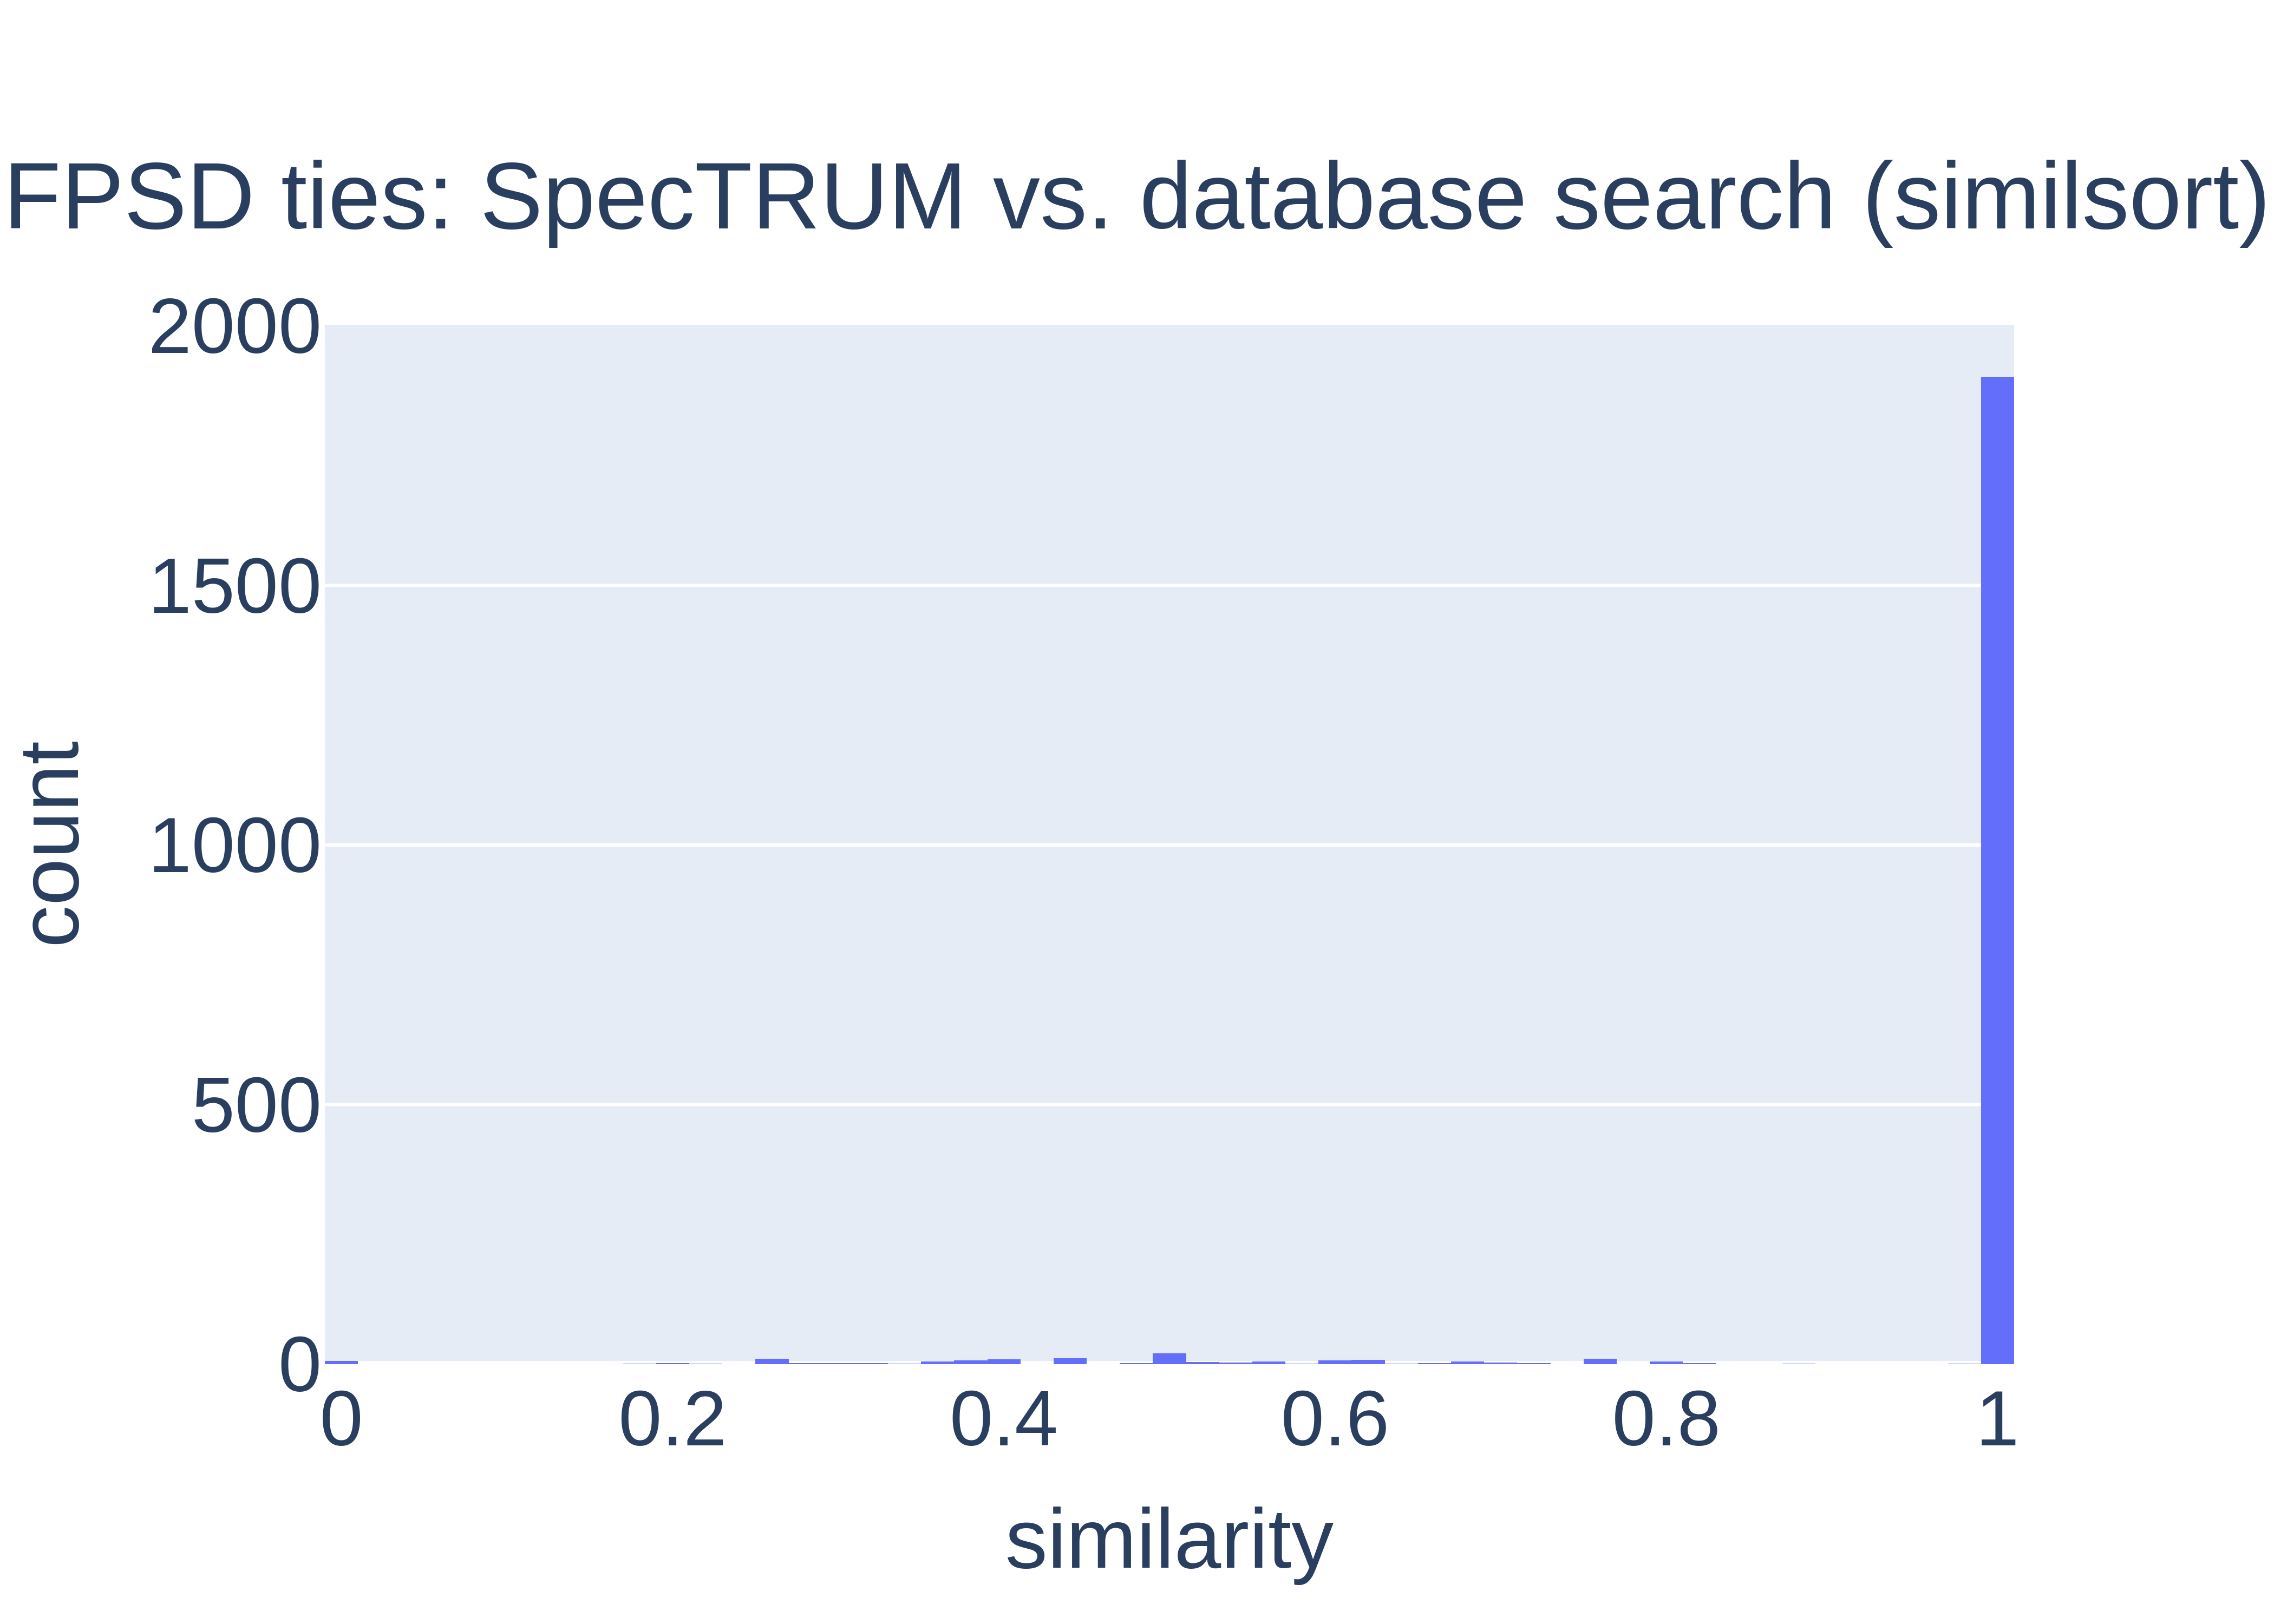 FPSD ties: SpecTRUM vs. database search (similsort)
2000
1500
1000
500
0
count
0 0.2 0.4 0.6 0.8 1
similarity